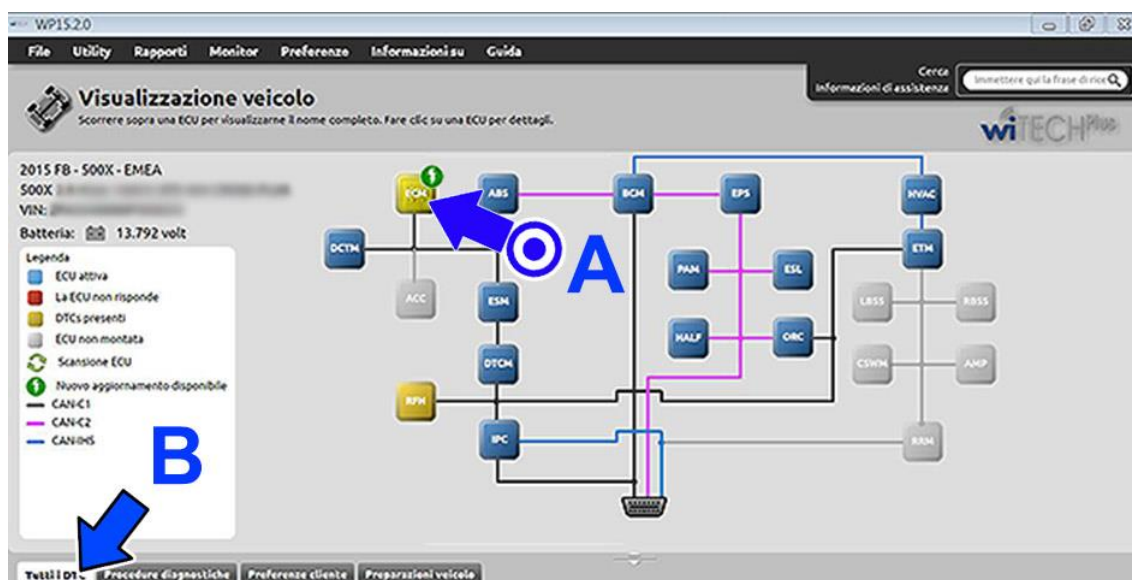 WP15.2.0
File Utility Rapporti Monitor Preferenze Informazioni su Guida
Cerca
Informazioni di assistenza
Immettere qui la frase di rice
Visualizzazione veicolo
Scorrere sopra una ECU per visualizzarne il nome completo. Fare clic su una ECU per dettagli.
wiTECHPlus
2015 FB - 500X - EMEA
500X
VIN:
Batteria: 13.792 volt
Legenda
ECU attiva
La ECU non risponde
DTCs presenti
ECU non montata
Scansione ECU
Nuovo aggiornamento disponibile
CAN-C1
CAN-C2
CAN-IHS
ECM ABS BCM EPS HVAC
DCTM ETM
A
PAM ESL
ACC ESM LBSS RBSS
HALF ORC
DTCM CSWM AMP
RFH
IPC RRM
B
Tutti i DTC Procedure diagnostiche Preferenze cliente Preparazioni veicolo